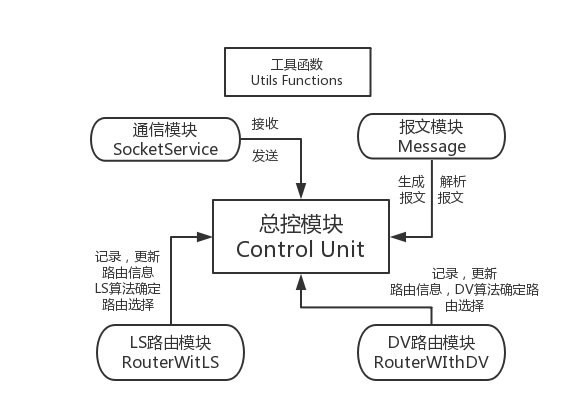 工具函数
Utils Functions
通信模块
SocketService
接收
发送
报文模块
Message
生成
报文
解析
报文
总控模块
Control Unit
记录，更新
路由信息
LS算法确定
路由选择
记录，更新
路由信息，DV算法确定路
由选择
LS路由模块
RouterWitLS
DV路由模块
RouterWIthDV